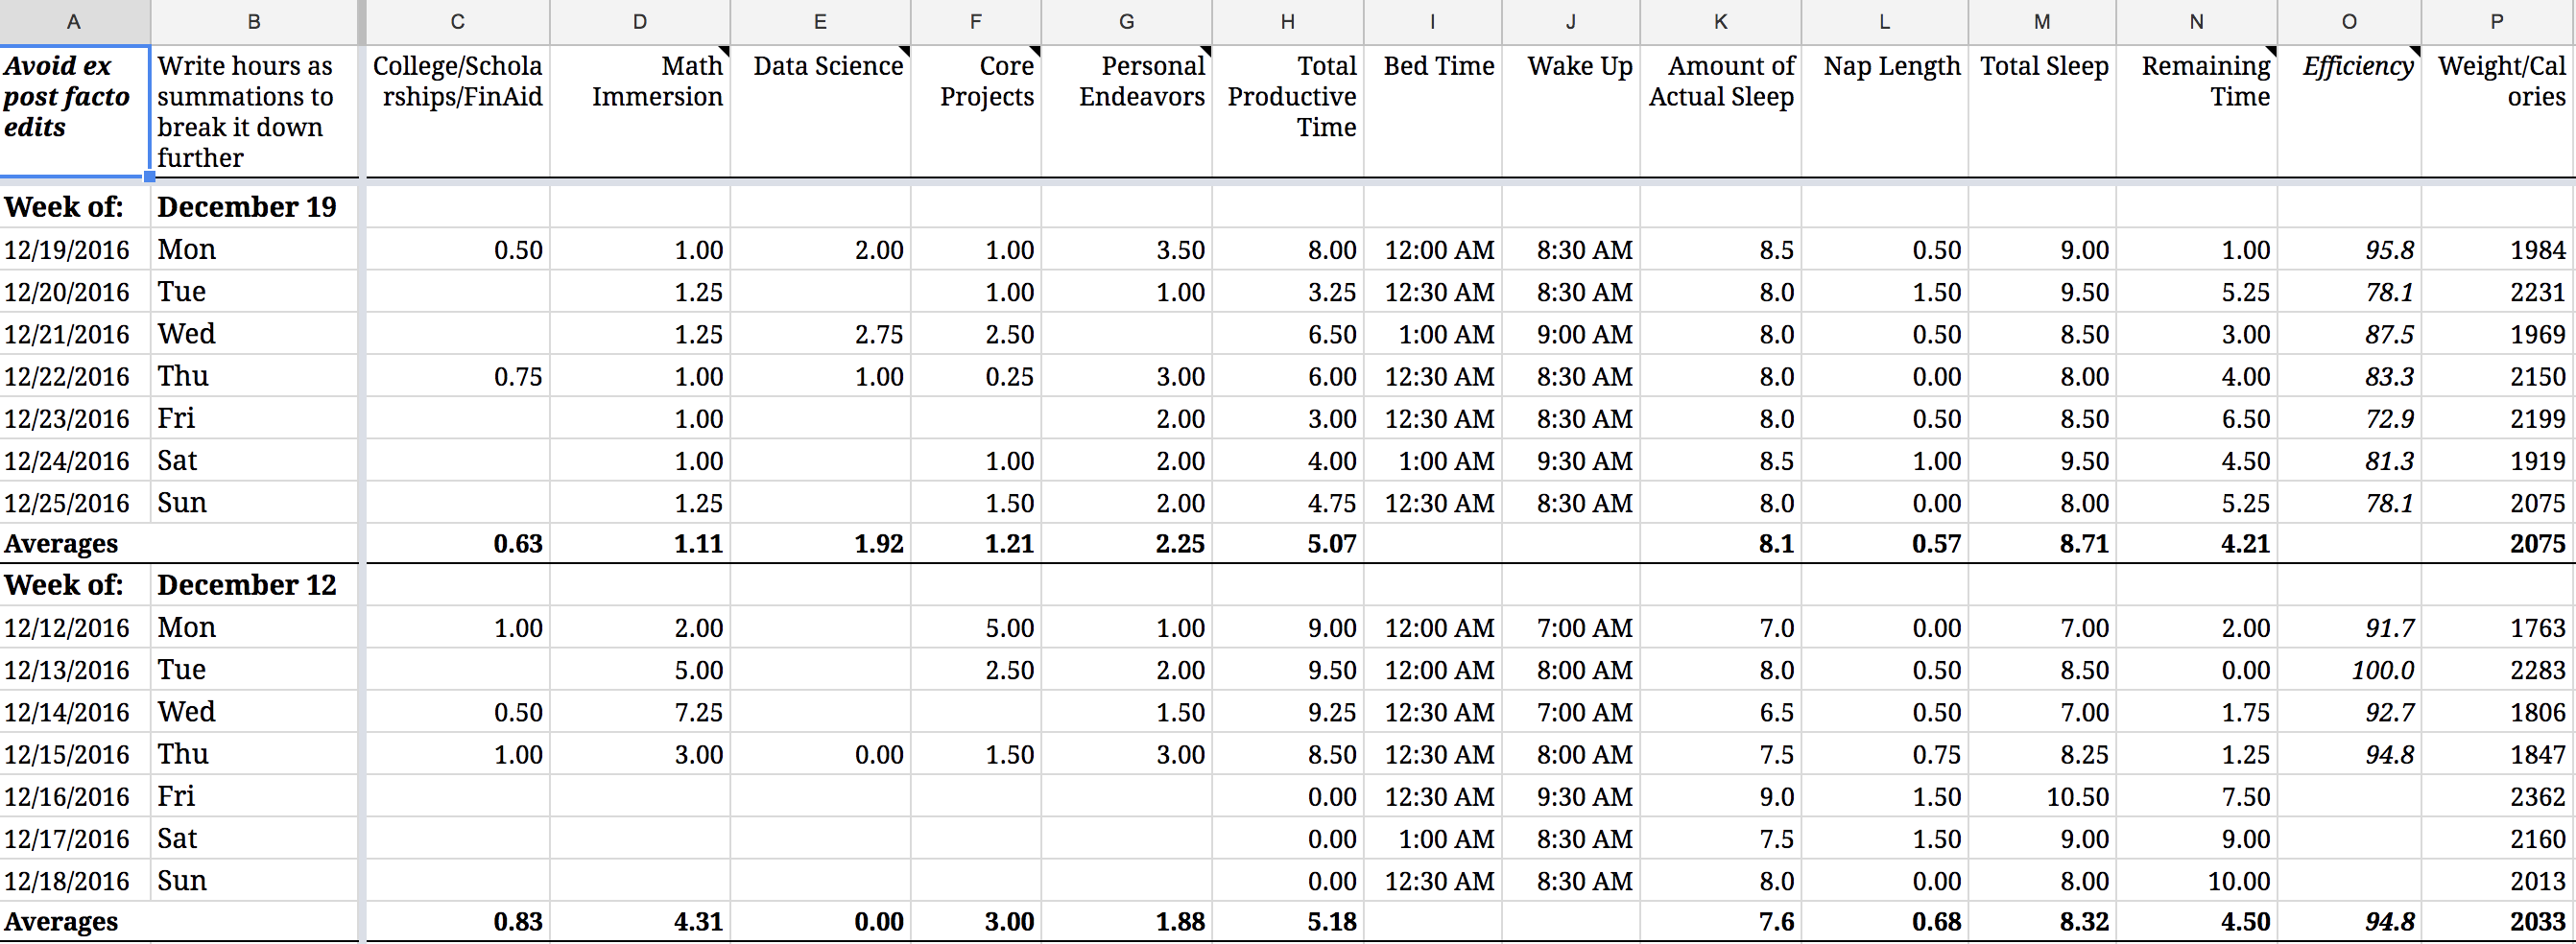 A B C D E F G H I J K L M N O P
Avoid ex post facto edits Write hours as summations to break it down further College/Scholarships/FinAid Math Immersion Data Science Core Projects Personal Endeavors Total Productive Time Bed Time Wake Up Amount of Actual Sleep Nap Length Total Sleep Remaining Time Efficiency Weight/Calories
Week of: December 19
12/19/2016 Mon 0.50 1.00 2.00 1.00 3.50 8.00 12:00 AM 8:30 AM 8.5 0.50 9.00 1.00 95.8 1984
12/20/2016 Tue 1.25 1.00 1.00 3.25 12:30 AM 8:30 AM 8.0 1.50 9.50 5.25 78.1 2231
12/21/2016 Wed 1.25 2.75 2.50 6.50 1:00 AM 9:00 AM 8.0 0.50 8.50 3.00 87.5 1969
12/22/2016 Thu 0.75 1.00 1.00 0.25 3.00 6.00 12:30 AM 8:30 AM 8.0 0.00 8.00 4.00 83.3 2150
12/23/2016 Fri 1.00 2.00 3.00 12:30 AM 8:30 AM 8.0 0.50 8.50 6.50 72.9 2199
12/24/2016 Sat 1.00 1.00 2.00 4.00 1:00 AM 9:30 AM 8.5 1.00 9.50 4.50 81.3 1919
12/25/2016 Sun 1.25 1.50 2.00 4.75 12:30 AM 8:30 AM 8.0 0.00 8.00 5.25 78.1 2075
Averages 0.63 1.11 1.92 1.21 2.25 5.07 8.1 0.57 8.71 4.21 2075
Week of: December 12
12/12/2016 Mon 1.00 2.00 5.00 1.00 9.00 12:00 AM 7:00 AM 7.0 0.00 7.00 2.00 91.7 1763
12/13/2016 Tue 5.00 2.50 2.00 9.50 12:00 AM 8:00 AM 8.0 0.50 8.50 0.00 100.0 2283
12/14/2016 Wed 0.50 7.25 1.50 9.25 12:30 AM 7:00 AM 6.5 0.50 7.00 1.75 92.7 1806
12/15/2016 Thu 1.00 3.00 0.00 1.50 3.00 8.50 12:30 AM 8:00 AM 7.5 0.75 8.25 1.25 94.8 1847
12/16/2016 Fri 0.00 12:30 AM 9:30 AM 9.0 1.50 10.50 7.50 2362
12/17/2016 Sat 0.00 1:00 AM 8:30 AM 7.5 1.50 9.00 9.00 2160
12/18/2016 Sun 0.00 12:30 AM 8:30 AM 8.0 0.00 8.00 10.00 2013
Averages 0.83 4.31 0.00 3.00 1.88 5.18 7.6 0.68 8.32 4.50 94.8 2033